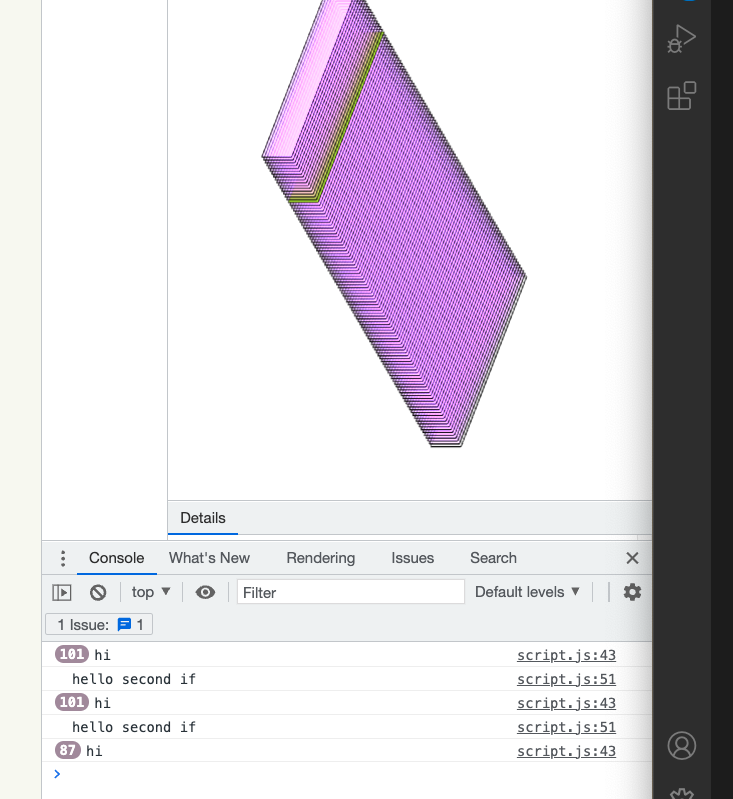 Details
Console What's New Rendering Issues Search
top ▼ Filter Default levels ▼
1 Issue: 1
101 hi script.js:43
hello second if script.js:51
101 hi script.js:43
hello second if script.js:51
87 hi script.js:43